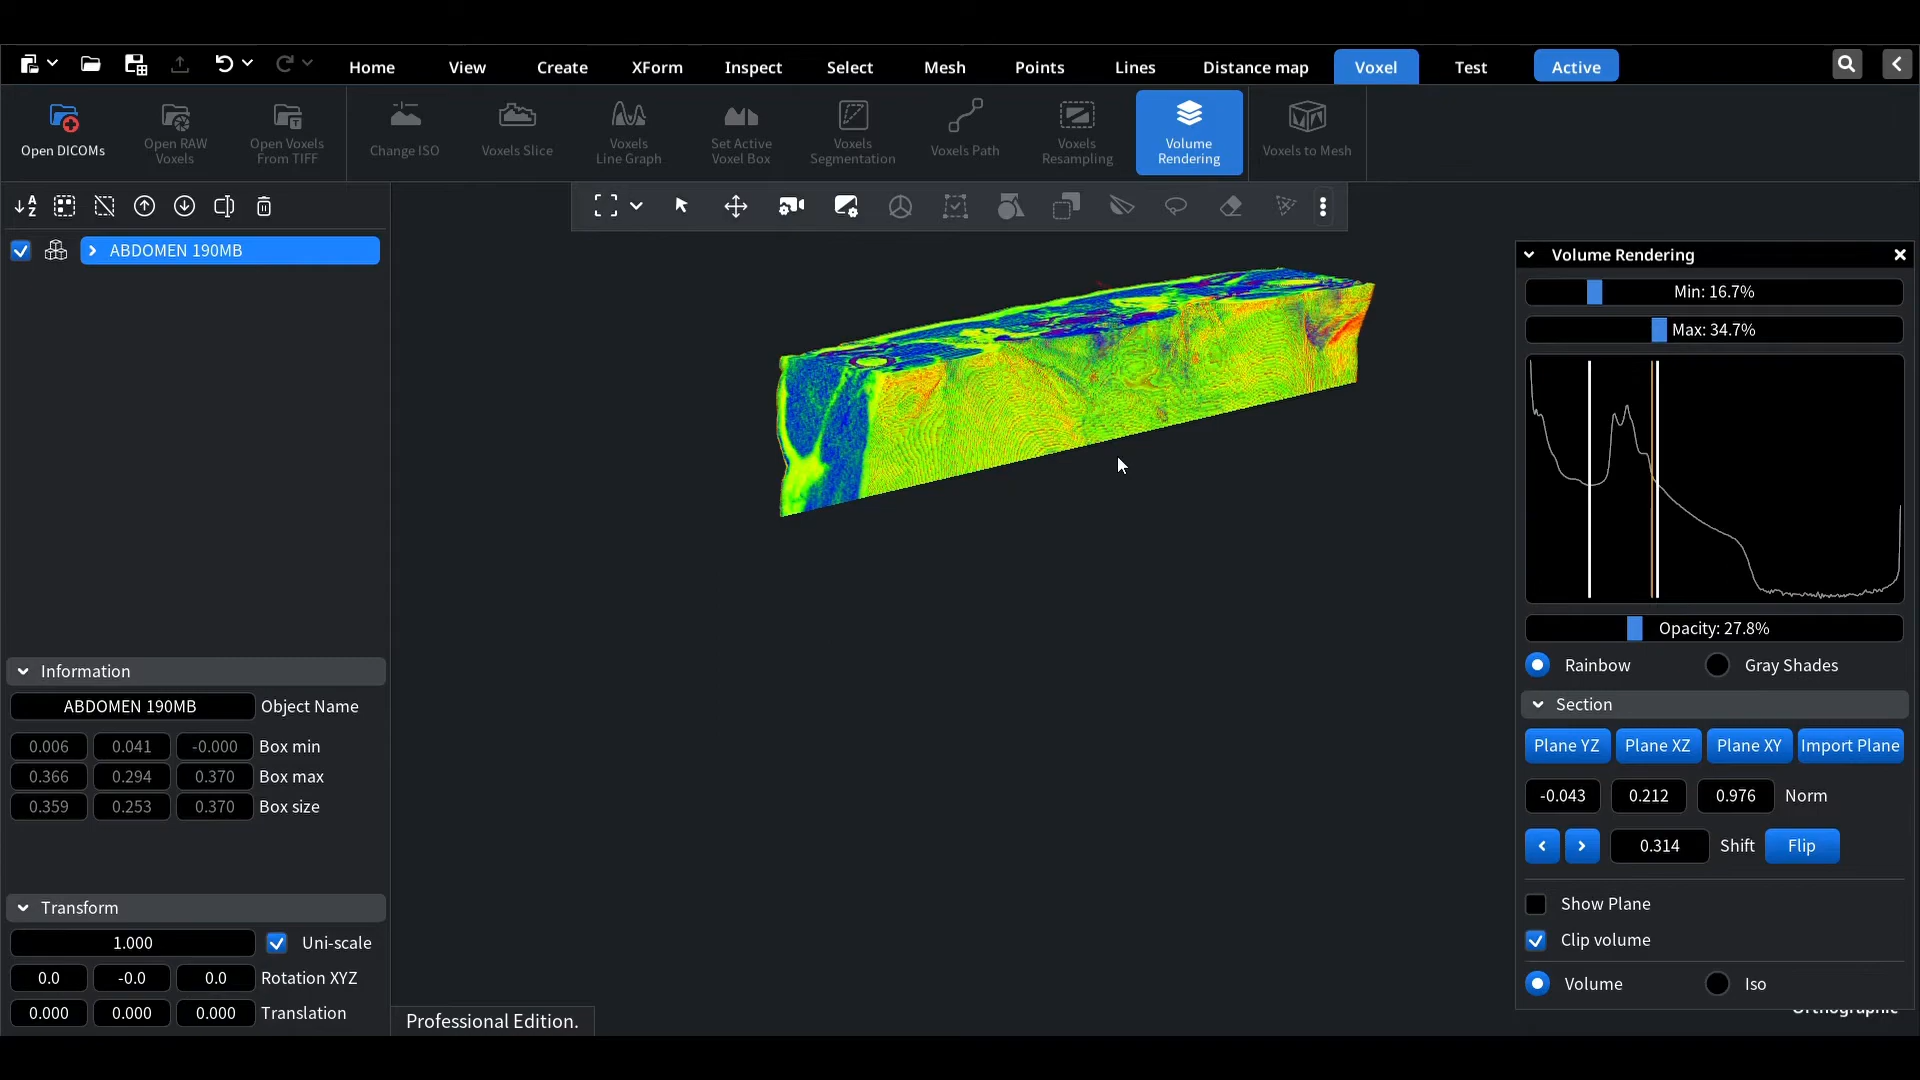 Home View Create XForm Inspect Select Mesh Points Lines Distance map Voxel Test Active
Open DICOMs
Open RAW
Voxels
Open Voxels
From TIFF
Change ISO
Voxels Slice
Voxels
Line Graph
Set Active
Voxel Box
Voxels
Segmentation
Voxels Path
Voxels
Resampling
Volume
Rendering
Voxels to Mesh
ABDOMEN 190MB
Information
ABDOMEN 190MB Object Name
0.006 0.041 -0.000 Box min
0.366 0.294 0.370 Box max
0.359 0.253 0.370 Box size
Transform
1.000 Uni-scale
0.0 -0.0 0.0 Rotation XYZ
0.000 0.000 0.000 Translation
Professional Edition.
Volume Rendering
Min: 16.7%
Max: 34.7%
Opacity: 27.8%
Rainbow Gray Shades
Section
Plane YZ Plane XZ Plane XY Import Plane
-0.043 0.212 0.976 Norm
0.314 Shift Flip
Show Plane
Clip volume
Volume Iso
Orthographic